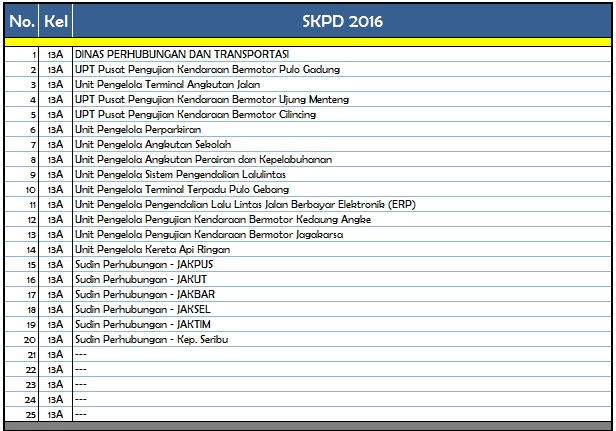 No. Kel SKPD 2016
1 13A DINAS PERHUBUNGAN DAN TRANSPORTASI
2 13A UPT Pusat Pengujian Kendaraan Bermotor Pulo Gadung
3 13A Unit Pengelola Terminal Angkutan Jalan
4 13A UPT Pusat Pengujian Kendaraan Bermotor Ujung Menteng
5 13A UPT Pusat Pengujian Kendaraan Bermotor Cilincing
6 13A Unit Pengelola Perparkiran
7 13A Unit Pengelola Angkutan Sekolah
8 13A Unit Pengelola Angkutan Perairan dan Kepelabuhanan
9 13A Unit Pengelola Sistem Pengendalian Lalulintas
10 13A Unit Pengelola Terminal Terpadu Pulo Gebang
11 13A Unit Pengelola Pengendalian Lalu Lintas Jalan Berbayar Elektronik (ERP)
12 13A Unit Pengelola Pengujian Kendaraan Bermotor Kedaung Angke
13 13A Unit Pengelola Pengujian Kendaraan Bermotor Jagakarsa
14 13A Unit Pengelola Kereta Api Ringan
15 13A Sudin Perhubungan - JAKPUS
16 13A Sudin Perhubungan - JAKUT
17 13A Sudin Perhubungan - JAKBAR
18 13A Sudin Perhubungan - JAKSEL
19 13A Sudin Perhubungan - JAKTIM
20 13A Sudin Perhubungan - Kep. Seribu
21 13A ---
22 13A ---
23 13A ---
24 13A ---
25 13A ---